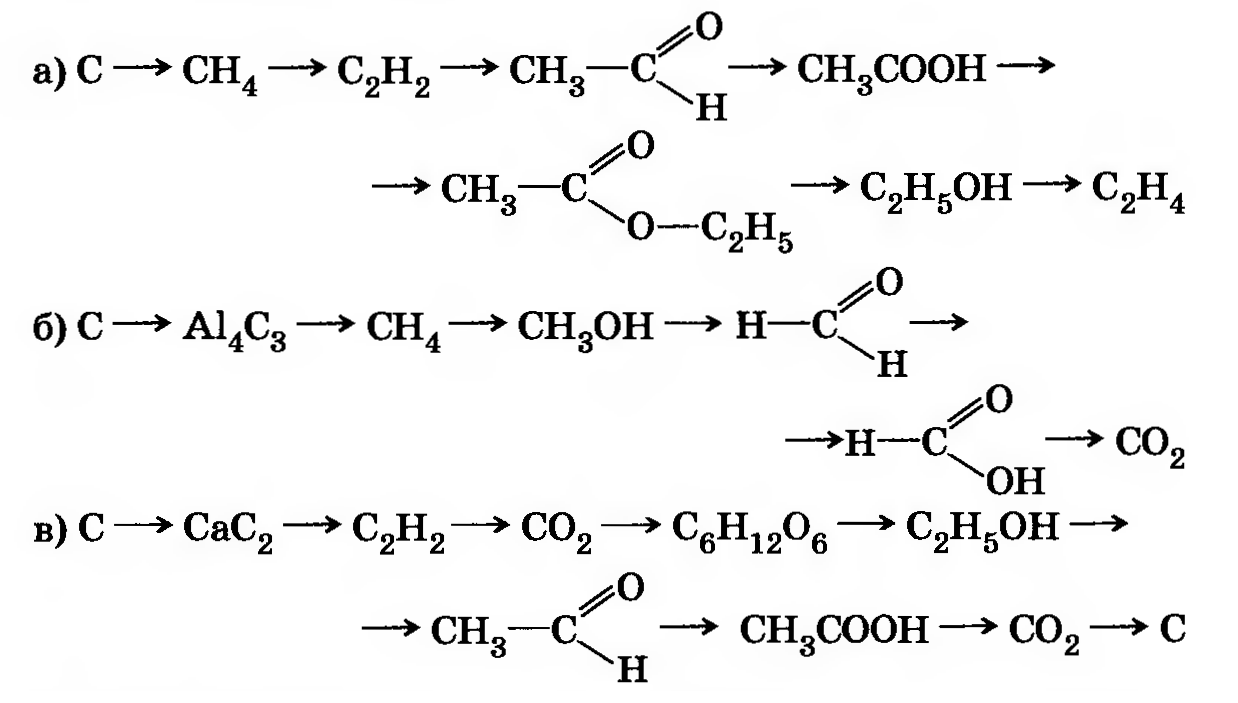 а) C → CH₄ → C₂H₂ → CH₃—C(=O)—H → CH₃COOH →
→ CH₃—C(=O)—O—C₂H₅ → C₂H₅OH → C₂H₄
б) C → Al₄C₃ → CH₄ → CH₃OH → H—C(=O)—H →
→ H—C(=O)—OH → CO₂
в) C → CaC₂ → C₂H₂ → CO₂ → C₆H₁₂O₆ → C₂H₅OH →
→ CH₃—C(=O)—H → CH₃COOH → CO₂ → C